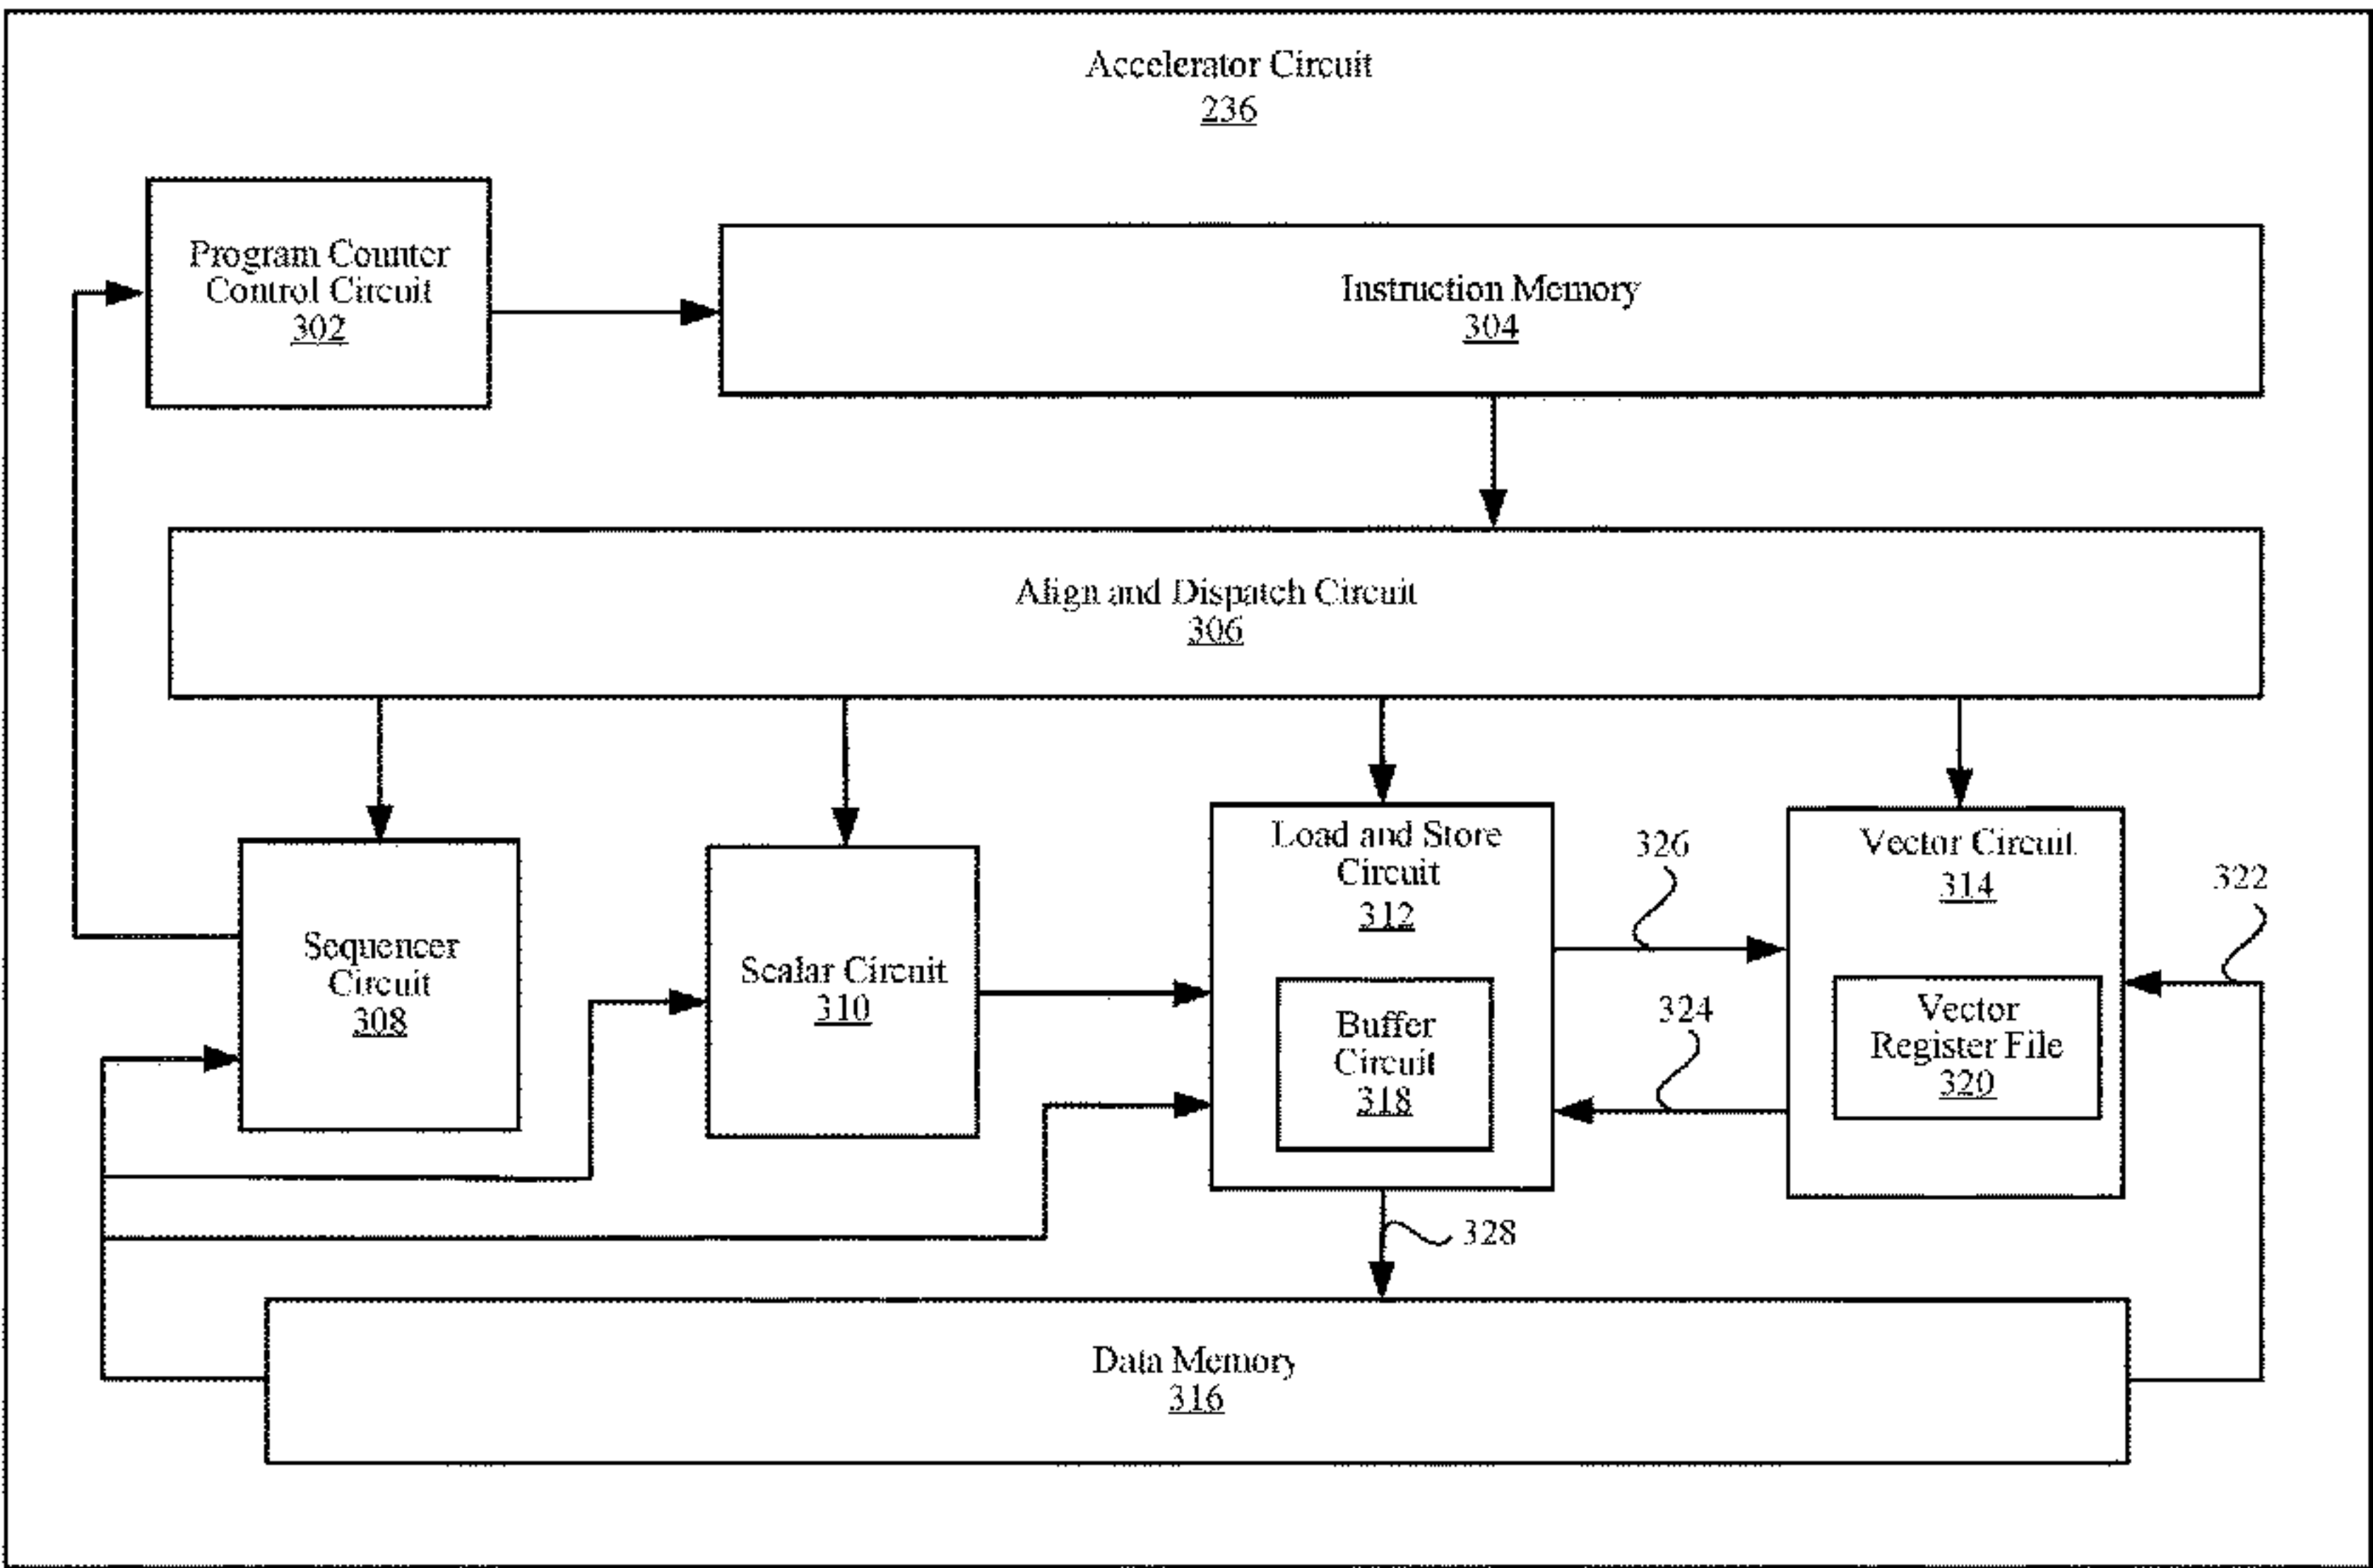 Accelerator Circuit
236
Program Counter
Control Circuit
302
Instruction Memory
304
Align and Dispatch Circuit
306
Sequencer
Circuit
308
Scalar Circuit
310
Load and Store
Circuit
312
Buffer
Circuit
318
326
324
Vector Circuit
314
Vector
Register File
320
322
328
Data Memory
316